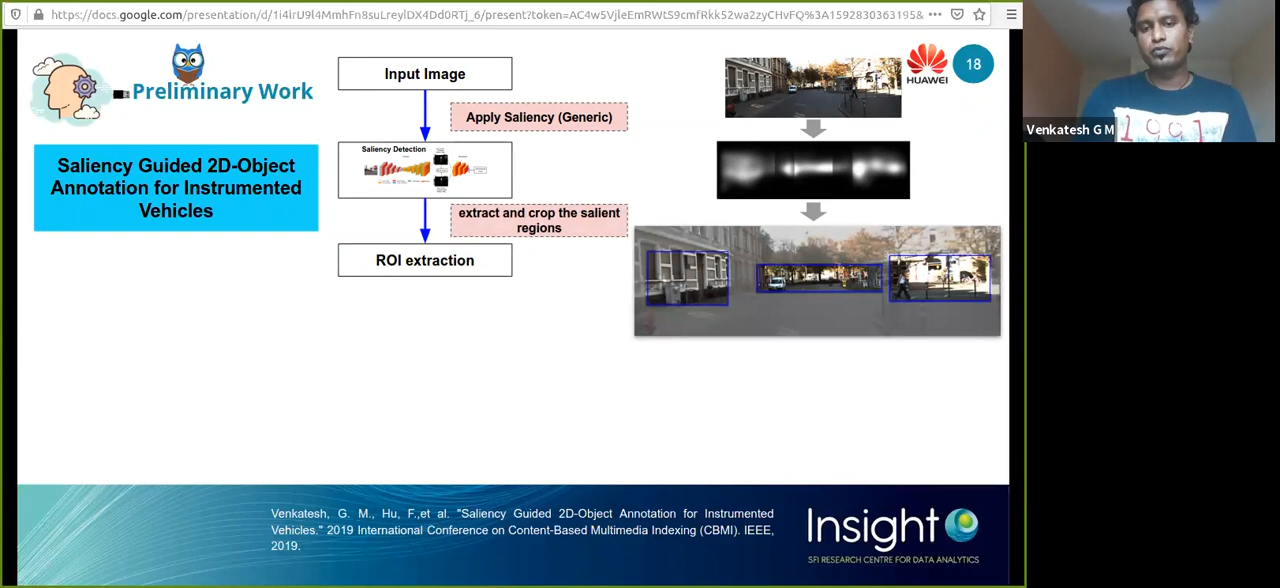 https://docs.google.com/presentation/d/1i4lrU9l4MmhFn8suLreylDX4Dd0RTj_6/present?token=AC4w5VjleEmRWtS9cmfRkk52wa2zyCHvFQ%3A1592830363195&
Preliminary Work
Saliency Guided 2D-Object
Annotation for Instrumented
Vehicles
Input Image
Apply Saliency (Generic)
Saliency Detection
extract and crop the salient
regions
ROI extraction
HUAWEI
18
Venkatesh G M
1991
Venkatesh, G. M., Hu, F.,et al. "Saliency Guided 2D-Object Annotation for Instrumented
Vehicles." 2019 International Conference on Content-Based Multimedia Indexing (CBMI). IEEE,
2019.
Insight
SFI RESEARCH CENTRE FOR DATA ANALYTICS